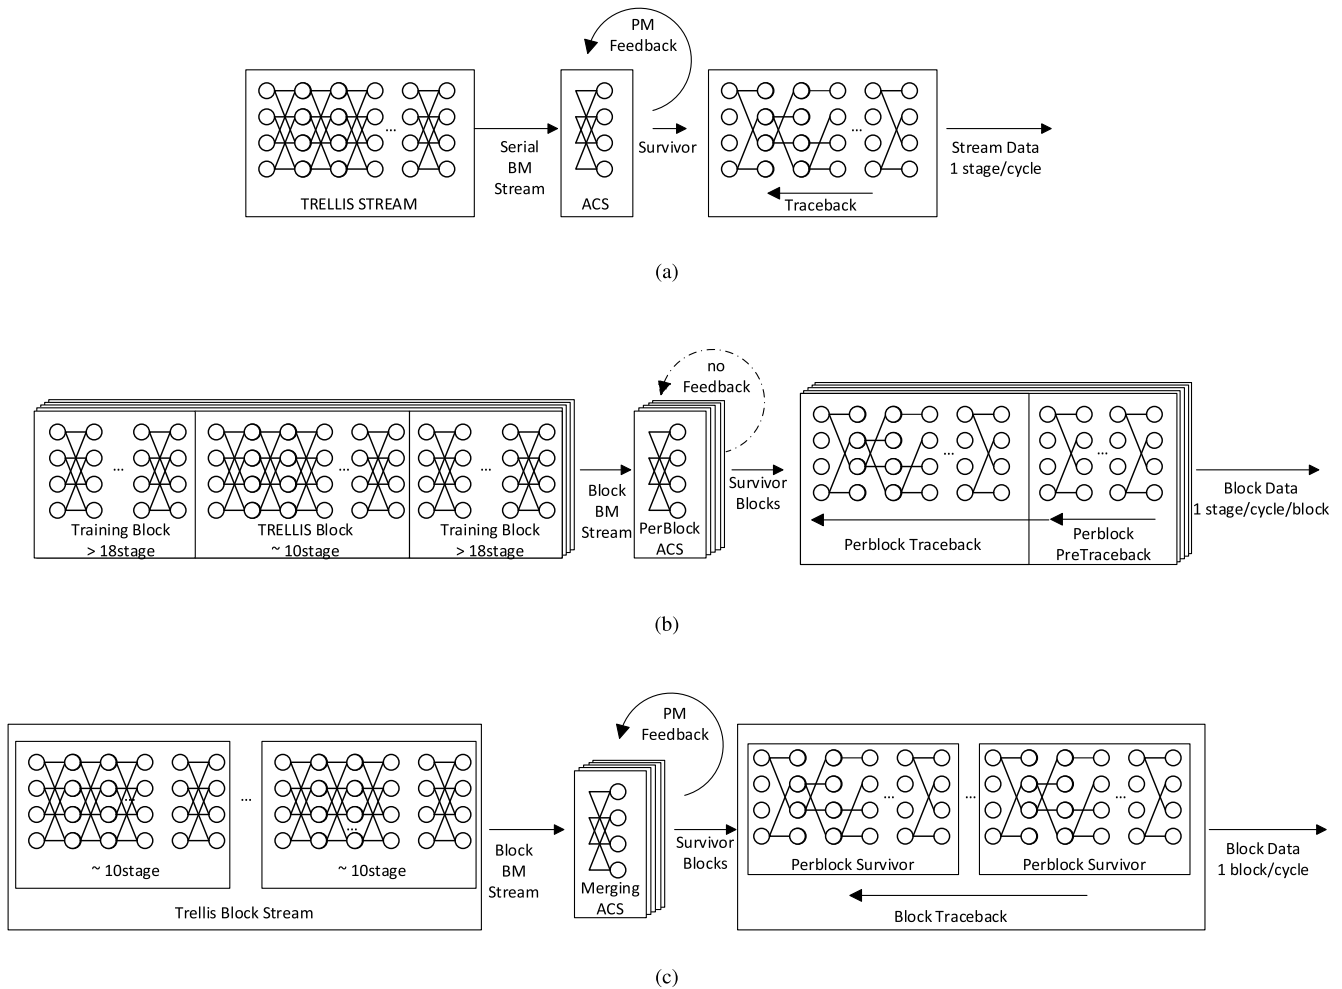 PM
Feedback
...
TRELLIS STREAM
Serial
BM
Stream
ACS
Survivor
...
Traceback
Stream Data
1 stage/cycle
(a)
no
Feedback
...
Training Block
> 18stage
...
TRELLIS Block
~ 10stage
...
Training Block
> 18stage
Block
BM
Stream
PerBlock
ACS
Survivor
Blocks
...
Perblock Traceback
...
Perblock
PreTraceback
Block Data
1 stage/cycle/block
(b)
PM
Feedback
...
~ 10stage
...
...
~ 10stage
Trellis Block Stream
Block
BM
Stream
Merging
ACS
Survivor
Blocks
...
Perblock Survivor
...
...
Perblock Survivor
Block Traceback
Block Data
1 block/cycle
(c)